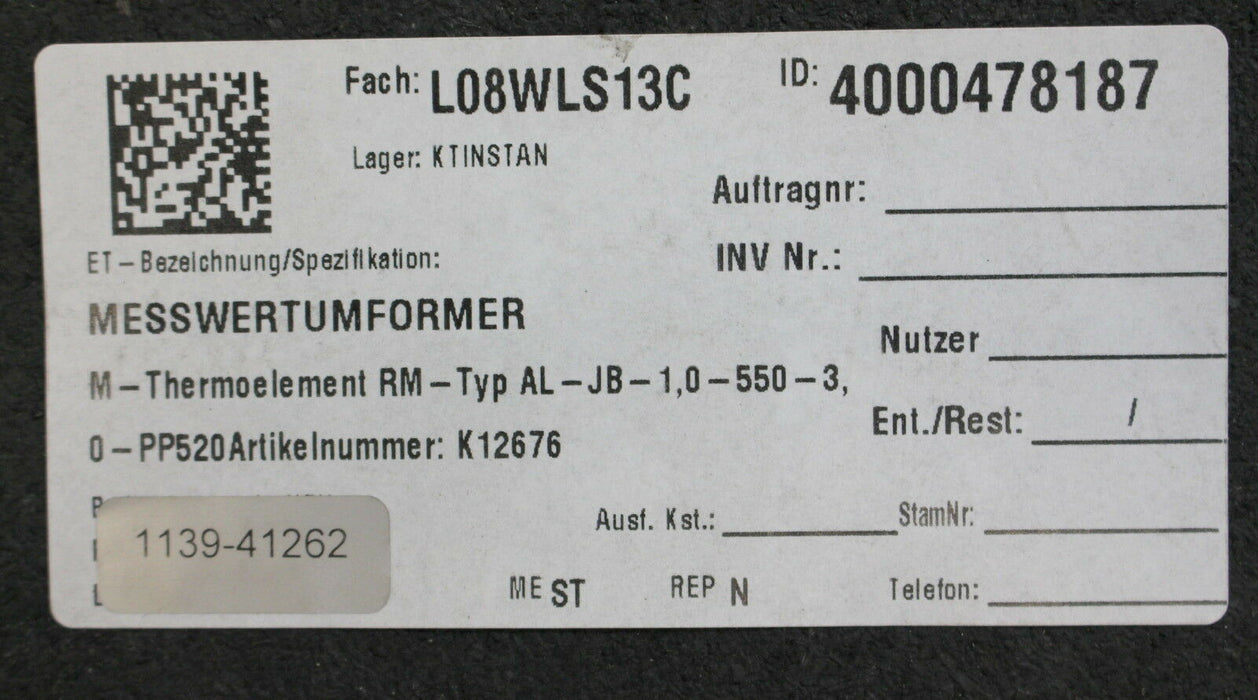 Fach: L08WLS13C ID: 4000478187
Lager: KTINSTAN
Auftragnr:
ET-Bezeichnung/Spezifikation:
INV Nr.:
MESSWERTUMFORMER
Nutzer
M-Thermoelement RM-Typ AL-JB-1,0-550-3,
Ent./Rest: /
0-PP520Artikelnummer: K12676
Ausf. Kst.: StamNr:
1139-41262
ME ST REP N Telefon: